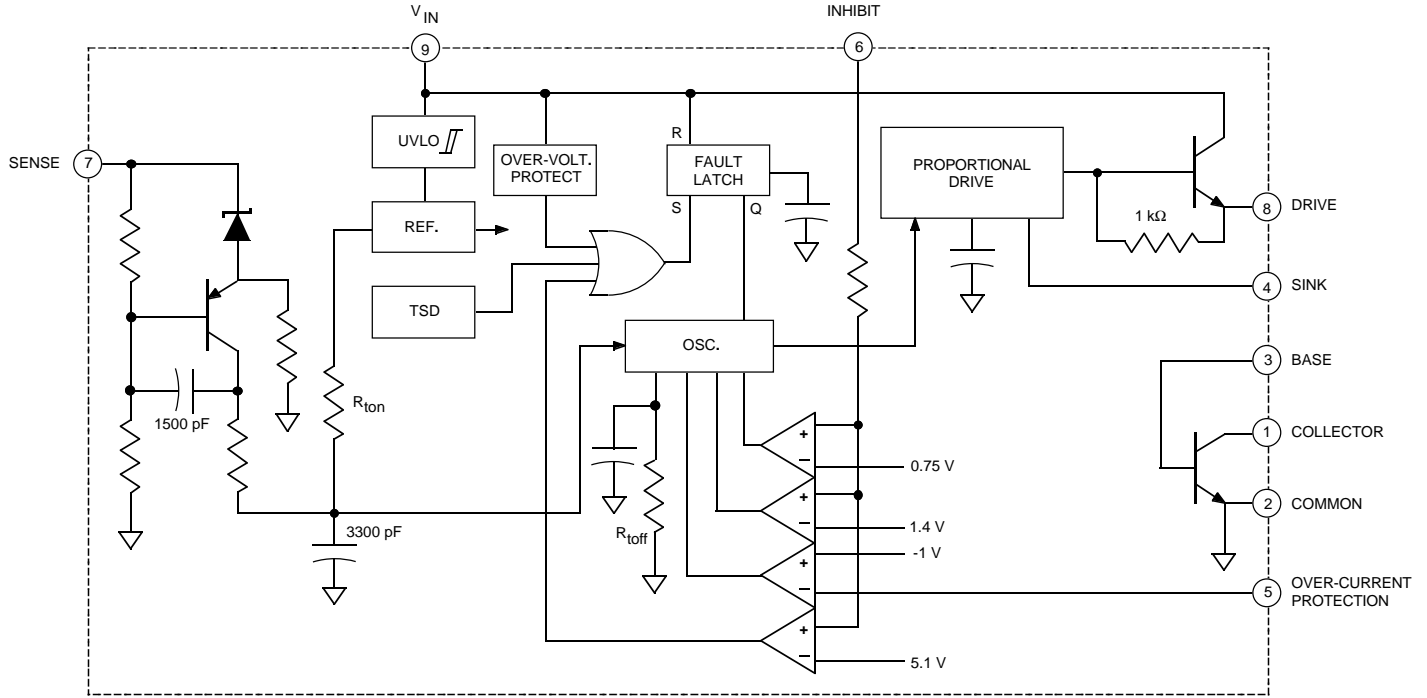 V IN
INHIBIT
9
6
SENSE
7
UVLO
OVER-VOLT.
PROTECT
R
FAULT
LATCH
S
Q
PROPORTIONAL
DRIVE
1 kΩ
8
DRIVE
REF.
TSD
4
SINK
OSC.
3
BASE
Rton
1500 pF
+
−
0.75 V
1
COLLECTOR
+
−
1.4 V
2
COMMON
3300 pF
Rtoff
-1 V
+
−
5
OVER-CURRENT
PROTECTION
+
−
5.1 V